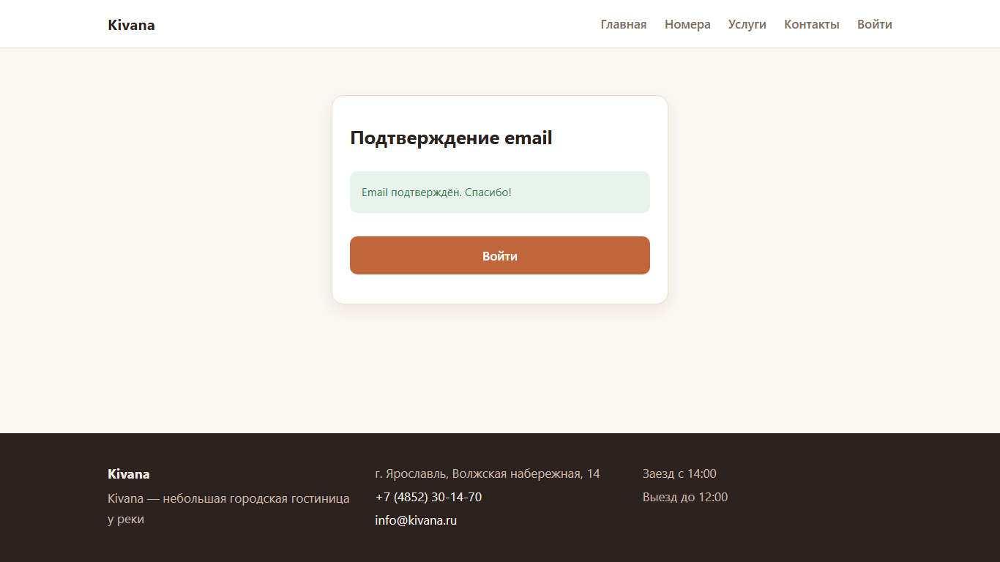 Kivana
Главная Номера Услуги Контакты Войти
Подтверждение email
Email подтверждён. Спасибо!
Войти
Kivana
Kivana — небольшая городская гостиница
у реки
г. Ярославль, Волжская набережная, 14
+7 (4852) 30-14-70
info@kivana.ru
Заезд с 14:00
Выезд до 12:00